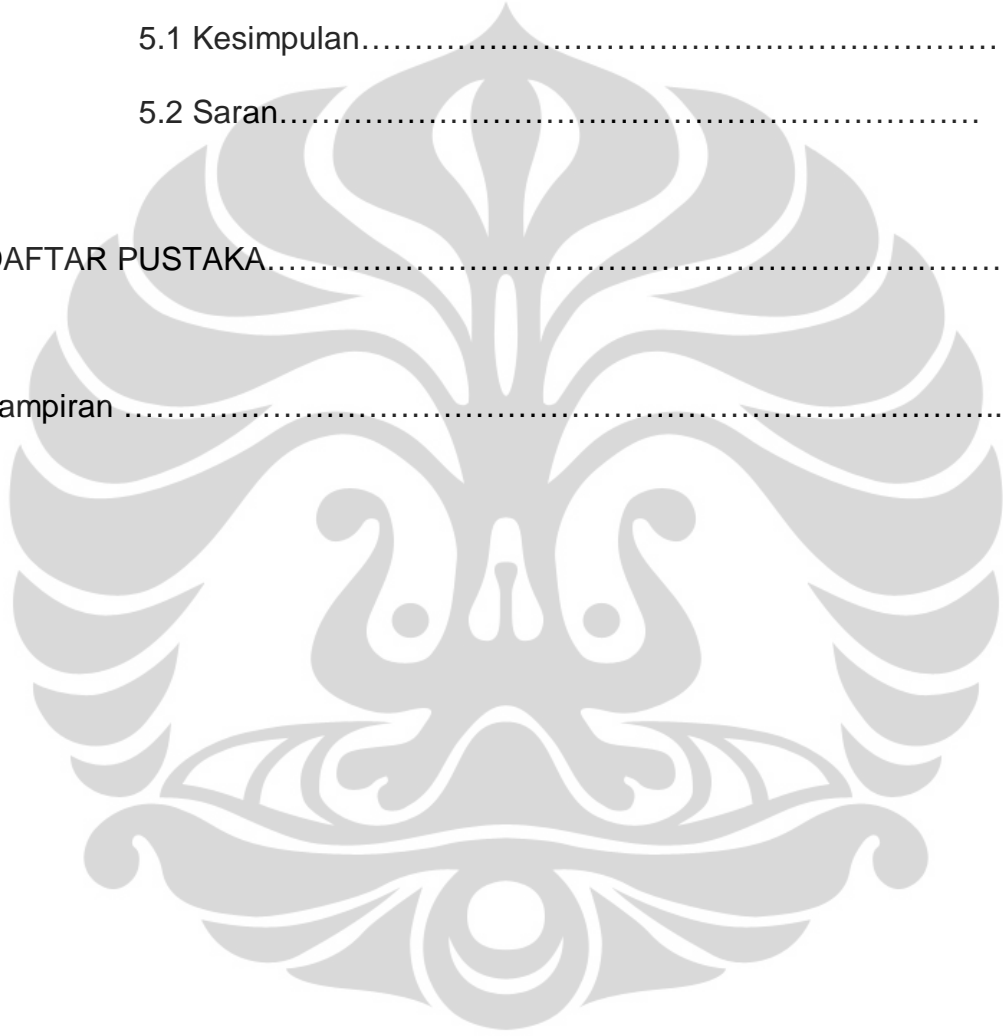 5.1 Kesimpulan……………………………………………………
5.2 Saran…………………………………………………………
DAFTAR PUSTAKA……………………………………………………………
ampiran ………………………………………………………………………